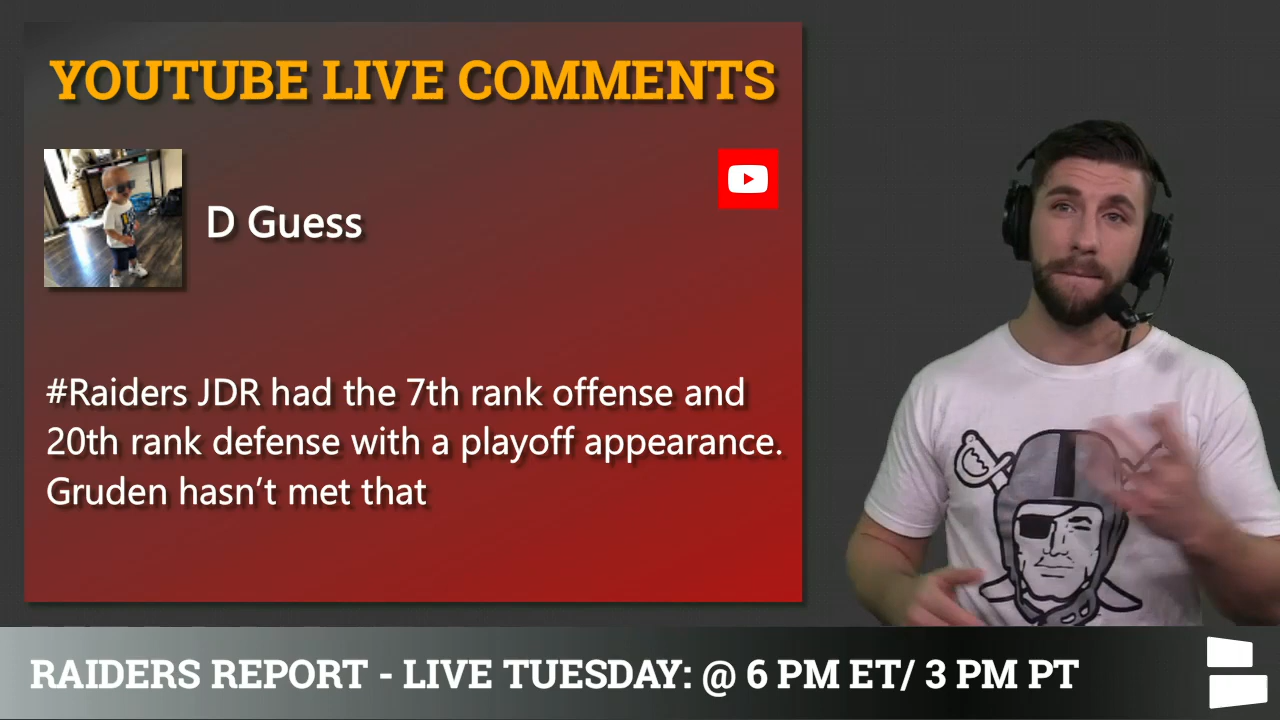 YOUTUBE LIVE COMMENTS
D Guess
#Raiders JDR had the 7th rank offense and
20th rank defense with a playoff appearance.
Gruden hasn’t met that
RAIDERS REPORT - LIVE TUESDAY: @ 6 PM ET/ 3 PM PT